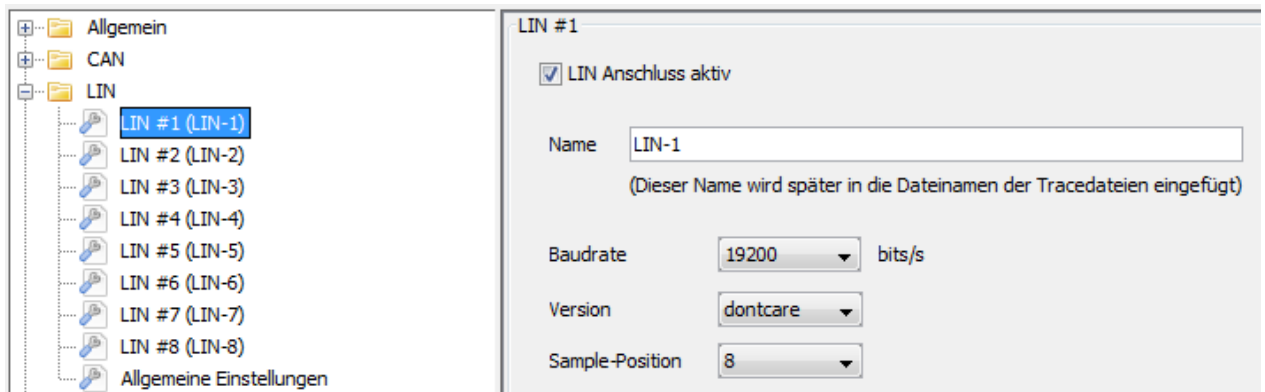 Allgemein
CAN
LIN
LIN #1 (LIN-1)
LIN #2 (LIN-2)
LIN #3 (LIN-3)
LIN #4 (LIN-4)
LIN #5 (LIN-5)
LIN #6 (LIN-6)
LIN #7 (LIN-7)
LIN #8 (LIN-8)
Allgemeine Einstellungen
LIN #1
LIN Anschluss aktiv
Name LIN-1
(Dieser Name wird später in die Dateinamen der Tracedateien eingefügt)
Baudrate 19200 bits/s
Version dontcare
Sample-Position 8